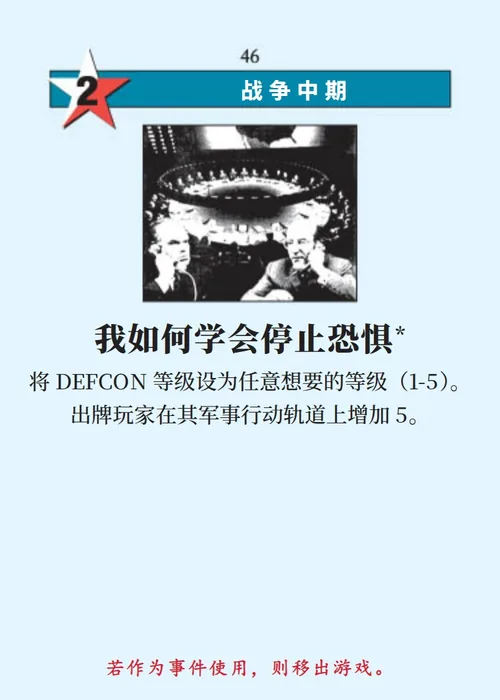 46
2
战争中期
我如何学会停止恐惧*
将 DEFCON 等级设为任意想要的等级（1-5）。
出牌玩家在其军事行动轨道上增加 5。
若作为事件使用，则移出游戏。